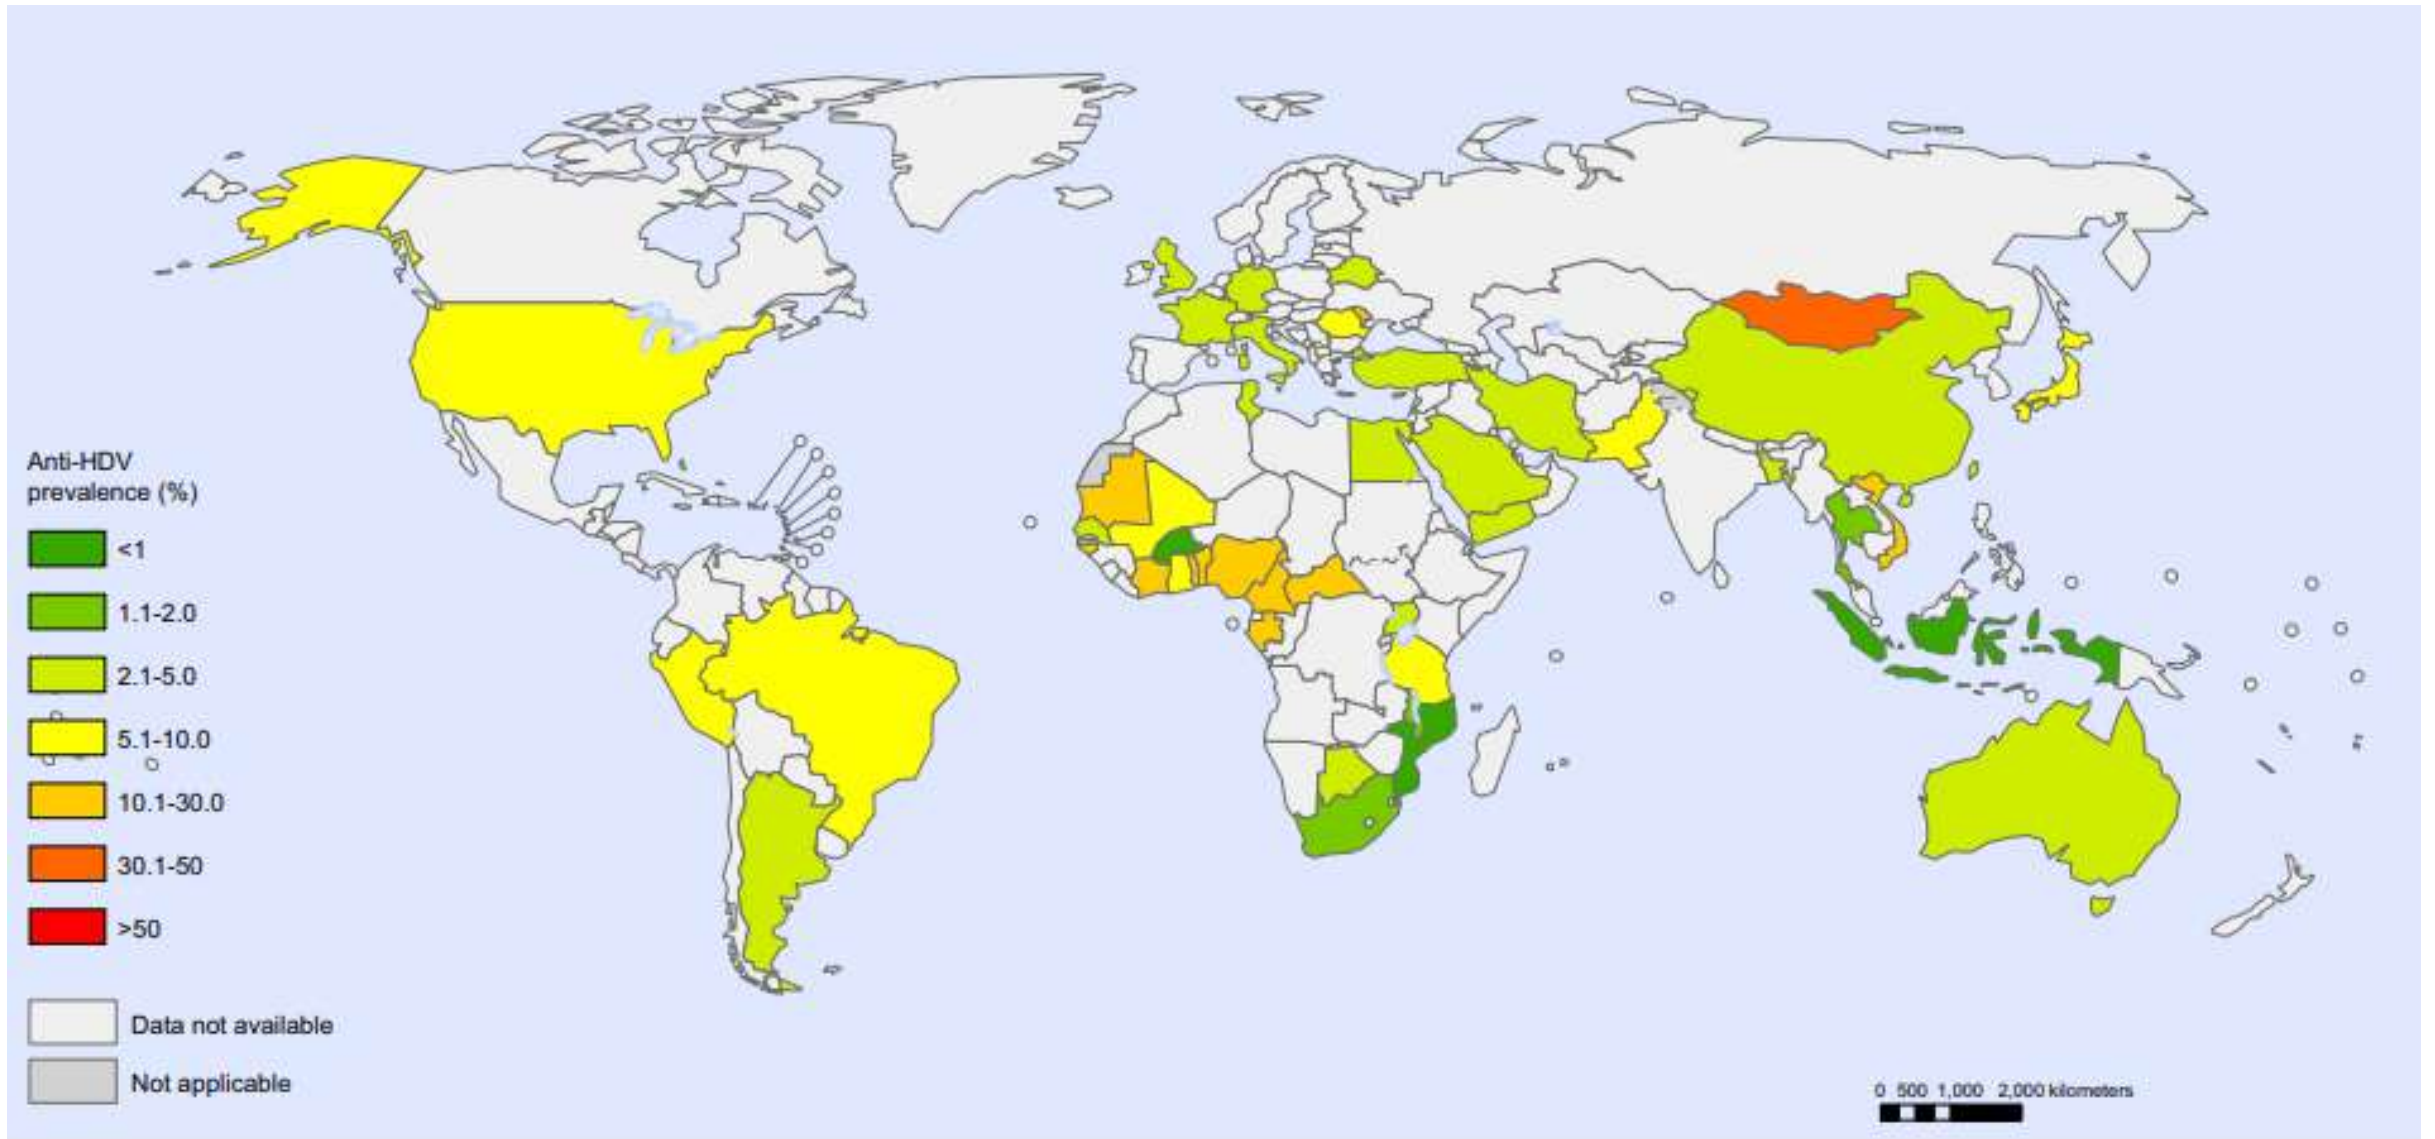 Anti-HDV
prevalence (%)
<1
1.1-2.0
2.1-5.0
5.1-10.0
10.1-30.0
30.1-50
>50
Data not available
Not applicable
0 500 1,000 2,000 kilometers